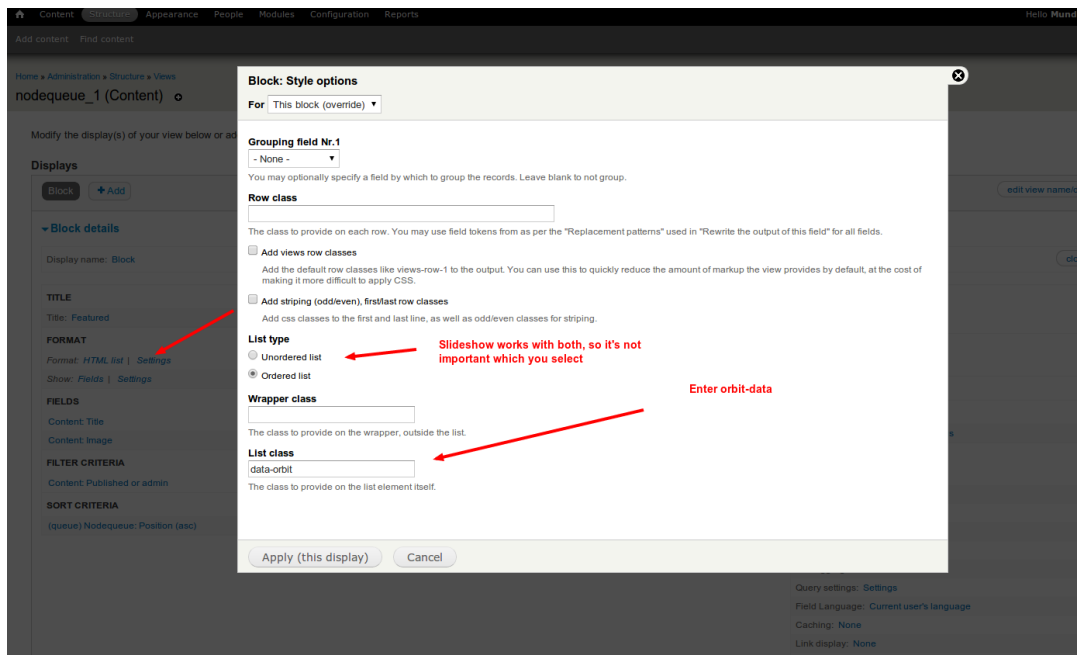 Content Structure Appearance People Modules Configuration Reports Hello Mund
Add content Find content
Home » Administration » Structure » Views
nodequeue_1 (Content)
Modify the display(s) of your view below or ad
Displays
Block + Add
edit view name/
Block details
Display name: Block
clo
TITLE
Title: Featured
FORMAT
Format: HTML list | Settings
Show: Fields | Settings
FIELDS
Content: Title
Content: Image
s
FILTER CRITERIA
Content: Published or admin
SORT CRITERIA
(queue) Nodequeue: Position (asc)
Block: Style options
For This block (override)
Grouping field Nr.1
- None -
You may optionally specify a field by which to group the records. Leave blank to not group.
Row class
The class to provide on each row. You may use field tokens from as per the "Replacement patterns" used in "Rewrite the output of this field" for all fields.
Add views row classes
Add the default row classes like views-row-1 to the output. You can use this to quickly reduce the amount of markup the view provides by default, at the cost of
making it more difficult to apply CSS.
Add striping (odd/even), first/last row classes
Add css classes to the first and last line, as well as odd/even classes for striping.
List type
Unordered list
Ordered list
Slideshow works with both, so it's not
important which you select
Enter orbit-data
Wrapper class
The class to provide on the wrapper, outside the list.
List class
data-orbit
The class to provide on the list element itself.
Apply (this display) Cancel
Query settings: Settings
Field Language: Current user's language
Caching: None
Link display: None